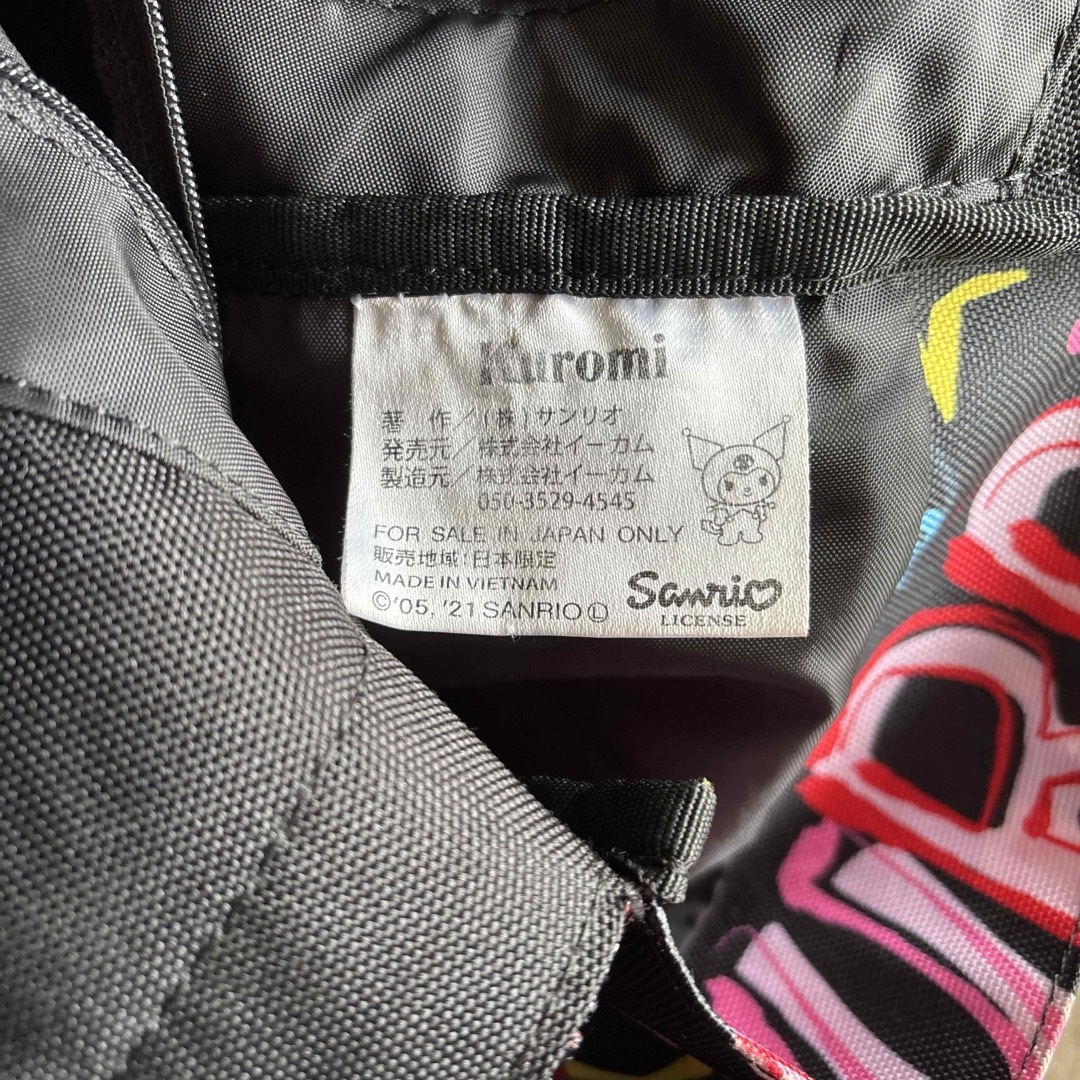 Kuromi
著 作/(株)サンリオ
発売元/株式会社イーカム
製造元/株式会社イーカム
050-3529-4545
FOR SALE IN JAPAN ONLY
販売地域:日本限定
MADE IN VIETNAM
©'05, '21 SANRIO Ⓛ
Sanrio
LICENSE